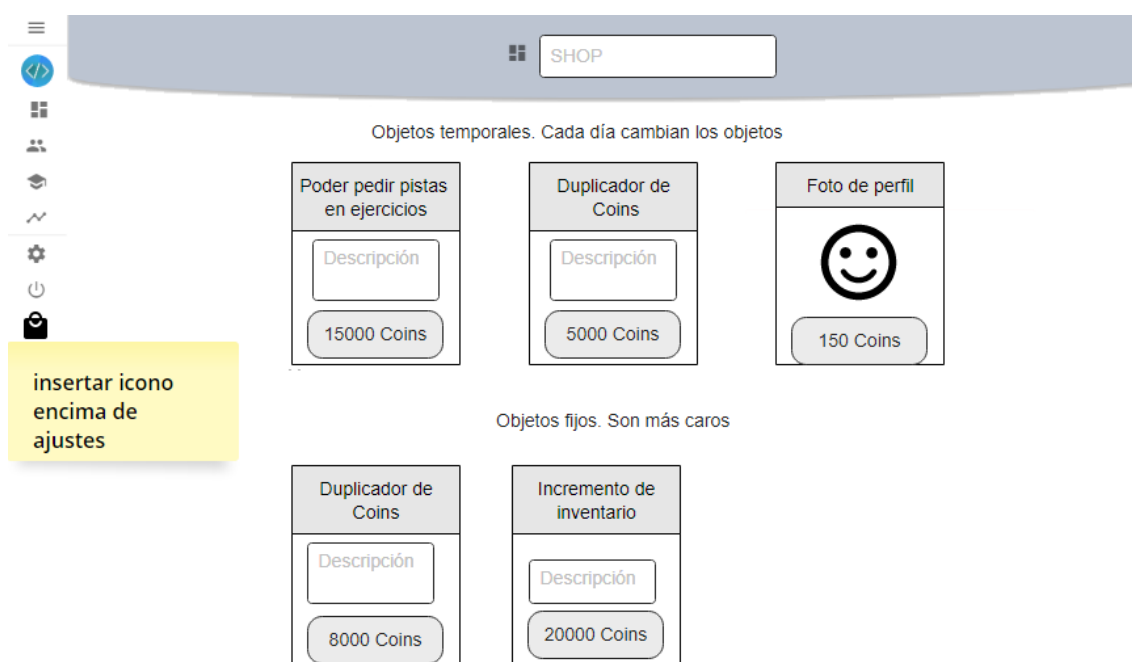 SHOP
Objetos temporales. Cada día cambian los objetos
Poder pedir pistas
en ejercicios
Descripción
15000 Coins
Duplicador de
Coins
Descripción
5000 Coins
Foto de perfil
150 Coins
insertar icono
encima de
ajustes
Objetos fijos. Son más caros
Duplicador de
Coins
Descripción
8000 Coins
Incremento de
inventario
Descripción
20000 Coins